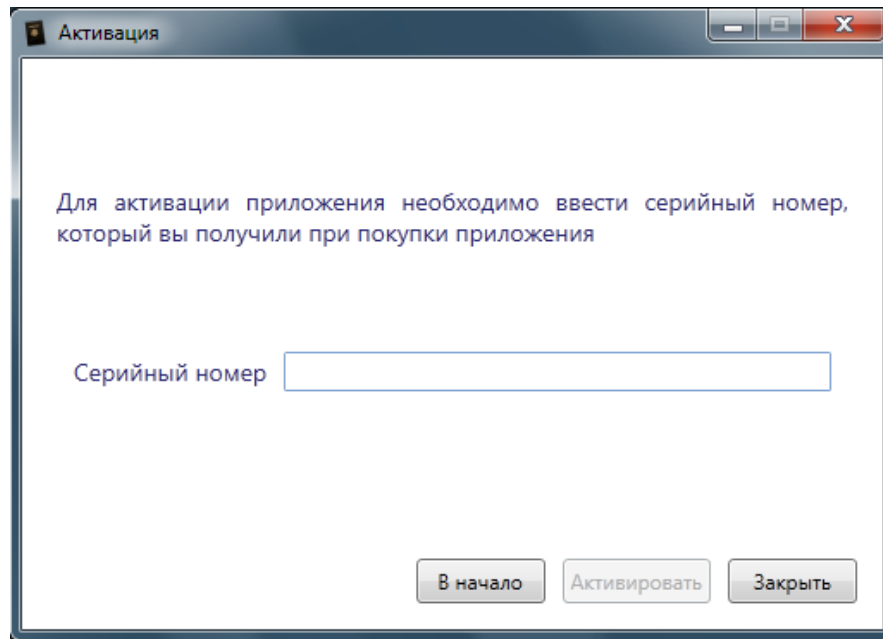 Активация
Для активации приложения необходимо ввести серийный номер,
который вы получили при покупки приложения
Серийный номер
В начало Активировать Закрыть